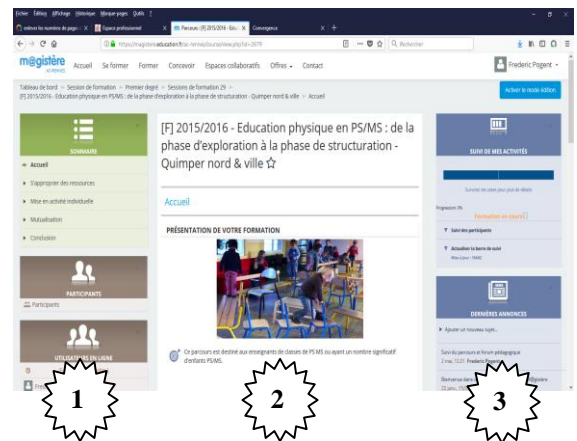 Fichier Édition Affichage Historique Marque-pages Outils ?
Espace professionnel
Convergence
Rechercher
m@gistère
Accueil Se former Former Concevoir Espaces collaboratifs Offres Contact
Frederic Pogent
Tableau de bord > Session de formation > Premier degré > Sessions de formation 29 >
[F] 2015/2016 - Education physique en PS/MS : de la phase d'exploration à la phase de structuration - Quimper nord & ville > Accueil
Activer le mode édition
SOMMAIRE
Accueil
S'approprier des ressources
Mise en activité individuelle
Mutualisation
Conclusion
PARTICIPANTS
Participants
UTILISATEURS EN LIGNE
[F] 2015/2016 - Education physique en PS/MS : de la
phase d'exploration à la phase de structuration -
Quimper nord & ville
Accueil
PRÉSENTATION DE VOTRE FORMATION
Ce parcours est destiné aux enseignants de classes de PS MS ou ayant un nombre significatif
d'enfants PS/MS.
SUIVI DE MES ACTIVITÉS
Formation en cours
Suivi des participants
Actualiser la barre de suivi
DERNIÈRES ANNONCES
Ajouter un nouveau sujet...
Suivi du parcours et forum pédagogique
1
2
3